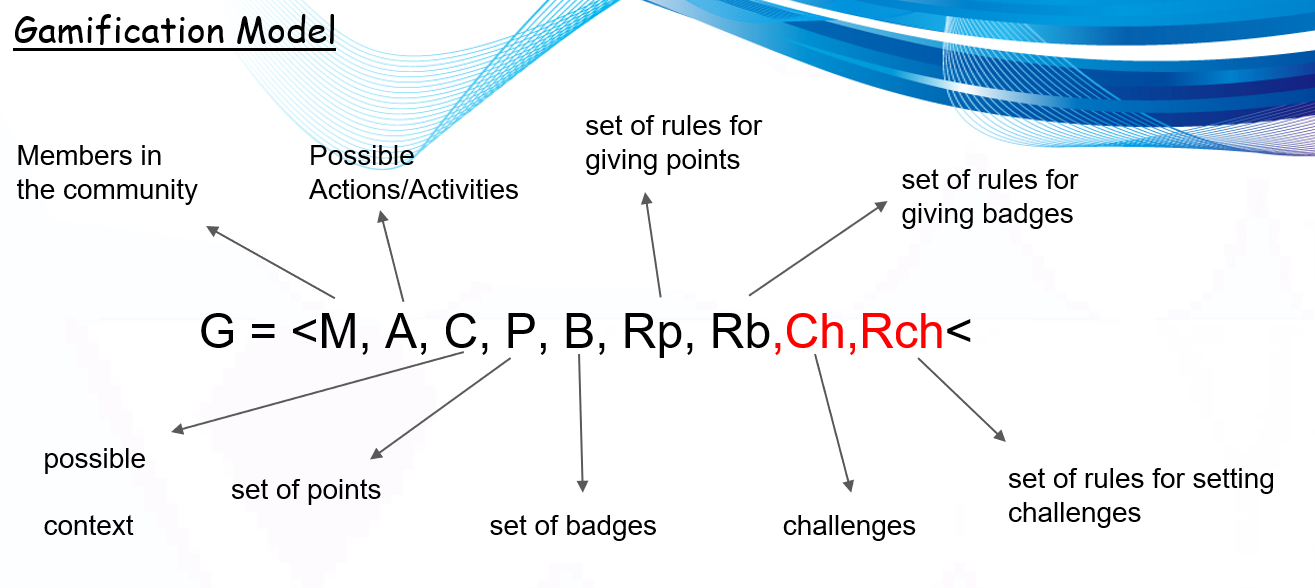 Gamification Model
Members in
the community
Possible
Actions/Activities
set of rules for
giving points
set of rules for
giving badges
G = <M, A, C, P, B, Rp, Rb,Ch,Rch<
possible
context
set of points
set of badges
challenges
set of rules for setting
challenges